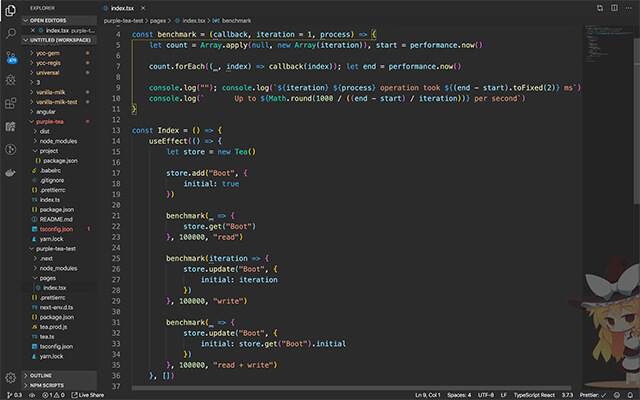 EXPLORER
index.tsx
OPEN EDITORS
index.tsx purple-te...
UNTITLED (WORKSPACE)
ycc-gem
ycc-regis
universal
3
vanilla-milk
vanilla-milk-test
angular
purple-tea
dist
node_modules
project
package.json
.babelrc
.gitignore
.prettierrc
index.ts
package.json
README.md
tsconfig.json 1
yarn.lock
purple-tea-test
.next
node_modules
pages
index.tsx
.prettierrc
next-env.d.ts
package.json
tea.prod.js
tea.ts
tsconfig.json
yarn.lock
OUTLINE
NPM SCRIPTS
471
purple-tea-test > pages > index.tsx > benchmark
4 const benchmark = (callback, iteration = 1, process) => {
5 let count = Array.apply(null, new Array(iteration)), start = performance.now()
6
7 count.forEach((_, index) => callback(index)); let end = performance.now()
8
9 console.log(""); console.log(`${iteration} ${process} operation took ${(end - start).toFixed(2)} ms`)
10 console.log(` Up to ${Math.round(1000 / ((end - start) / iteration))} per second`)
11 }
12
13 const Index = () => {
14 useEffect(() => {
15 let store = new Tea()
16
17 store.add("Boot", {
18 initial: true
19 })
20
21 benchmark(_ => {
22 store.get("Boot")
23 }, 100000, "read")
24
25 benchmark(iteration => {
26 store.update("Boot", {
27 initial: iteration
28 })
29 }, 100000, "write")
30
31 benchmark(_ => {
32 store.update("Boot", {
33 initial: store.get("Boot").initial
34 })
35 }, 100000, "read + write")
36 }, [])
37
0.3
1 0
Live Share
Ln 9, Col 1
Spaces: 4
UTF-8
LF
TypeScript React
3.7.3
Prettier: ✓